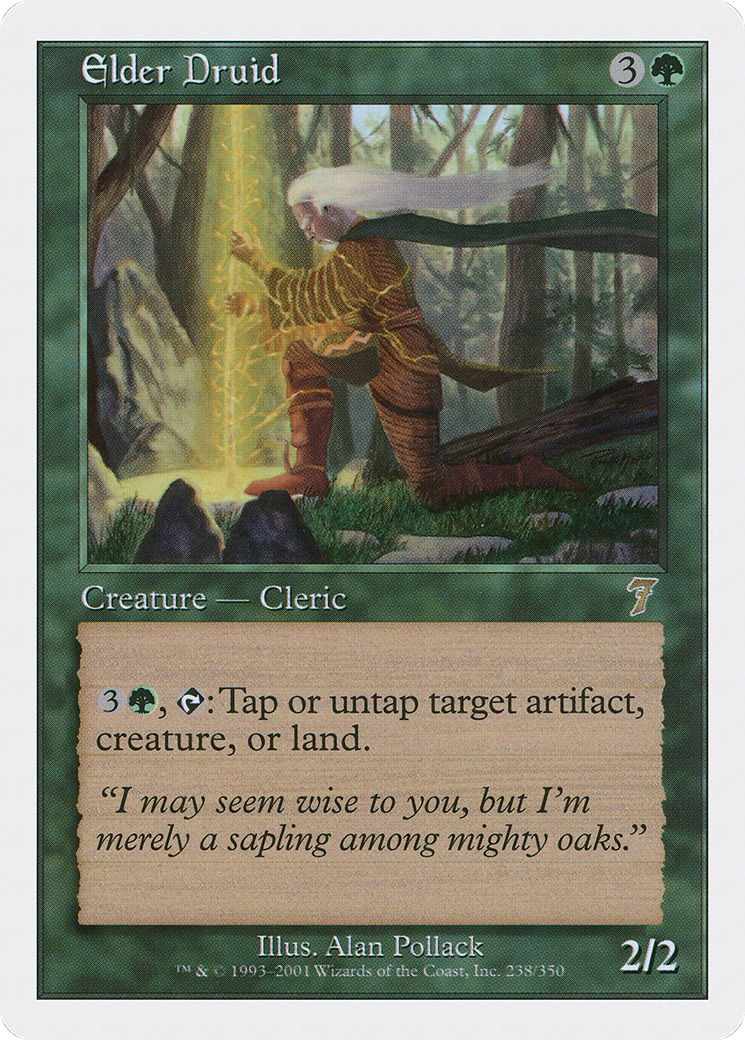 Elder Druid 3
Creature — Cleric 7
3, : Tap or untap target artifact,
creature, or land.
“I may seem wise to you, but I’m
merely a sapling among mighty oaks.”
Illus. Alan Pollack
™ & © 1993–2001 Wizards of the Coast, Inc. 238/350
2/2